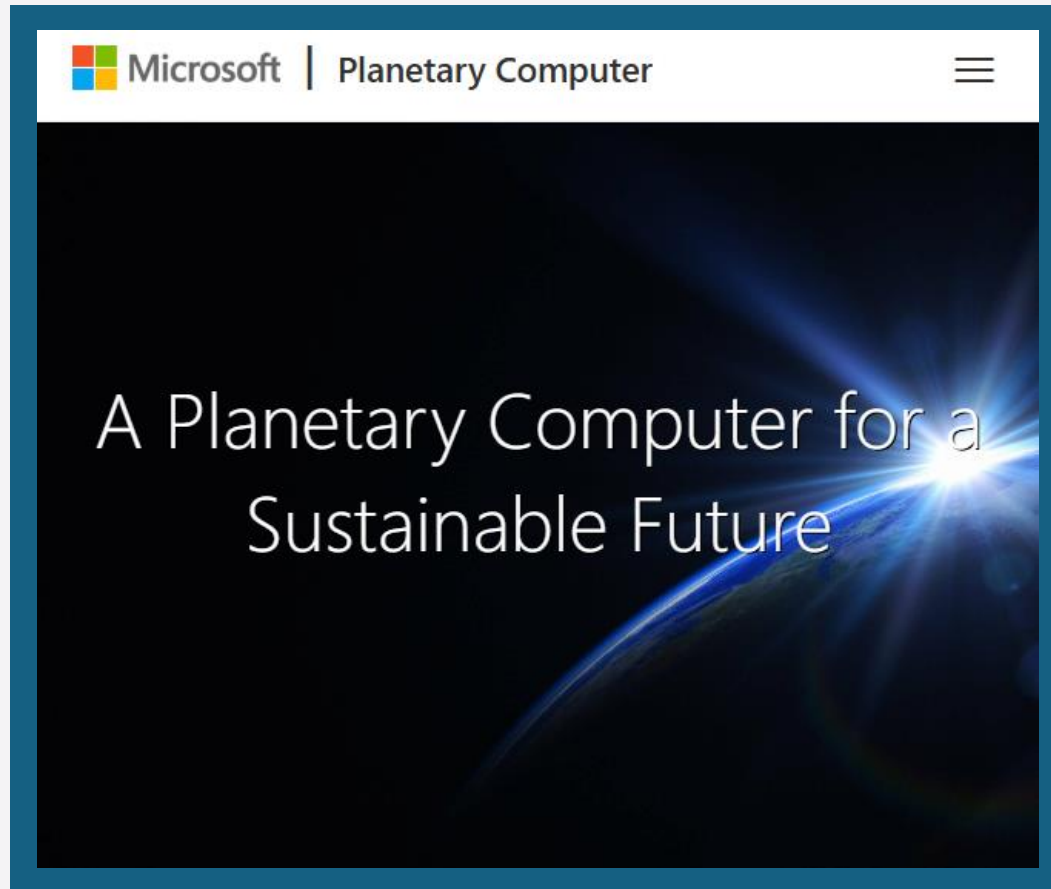 Microsoft | Planetary Computer
A Planetary Computer for a
Sustainable Future